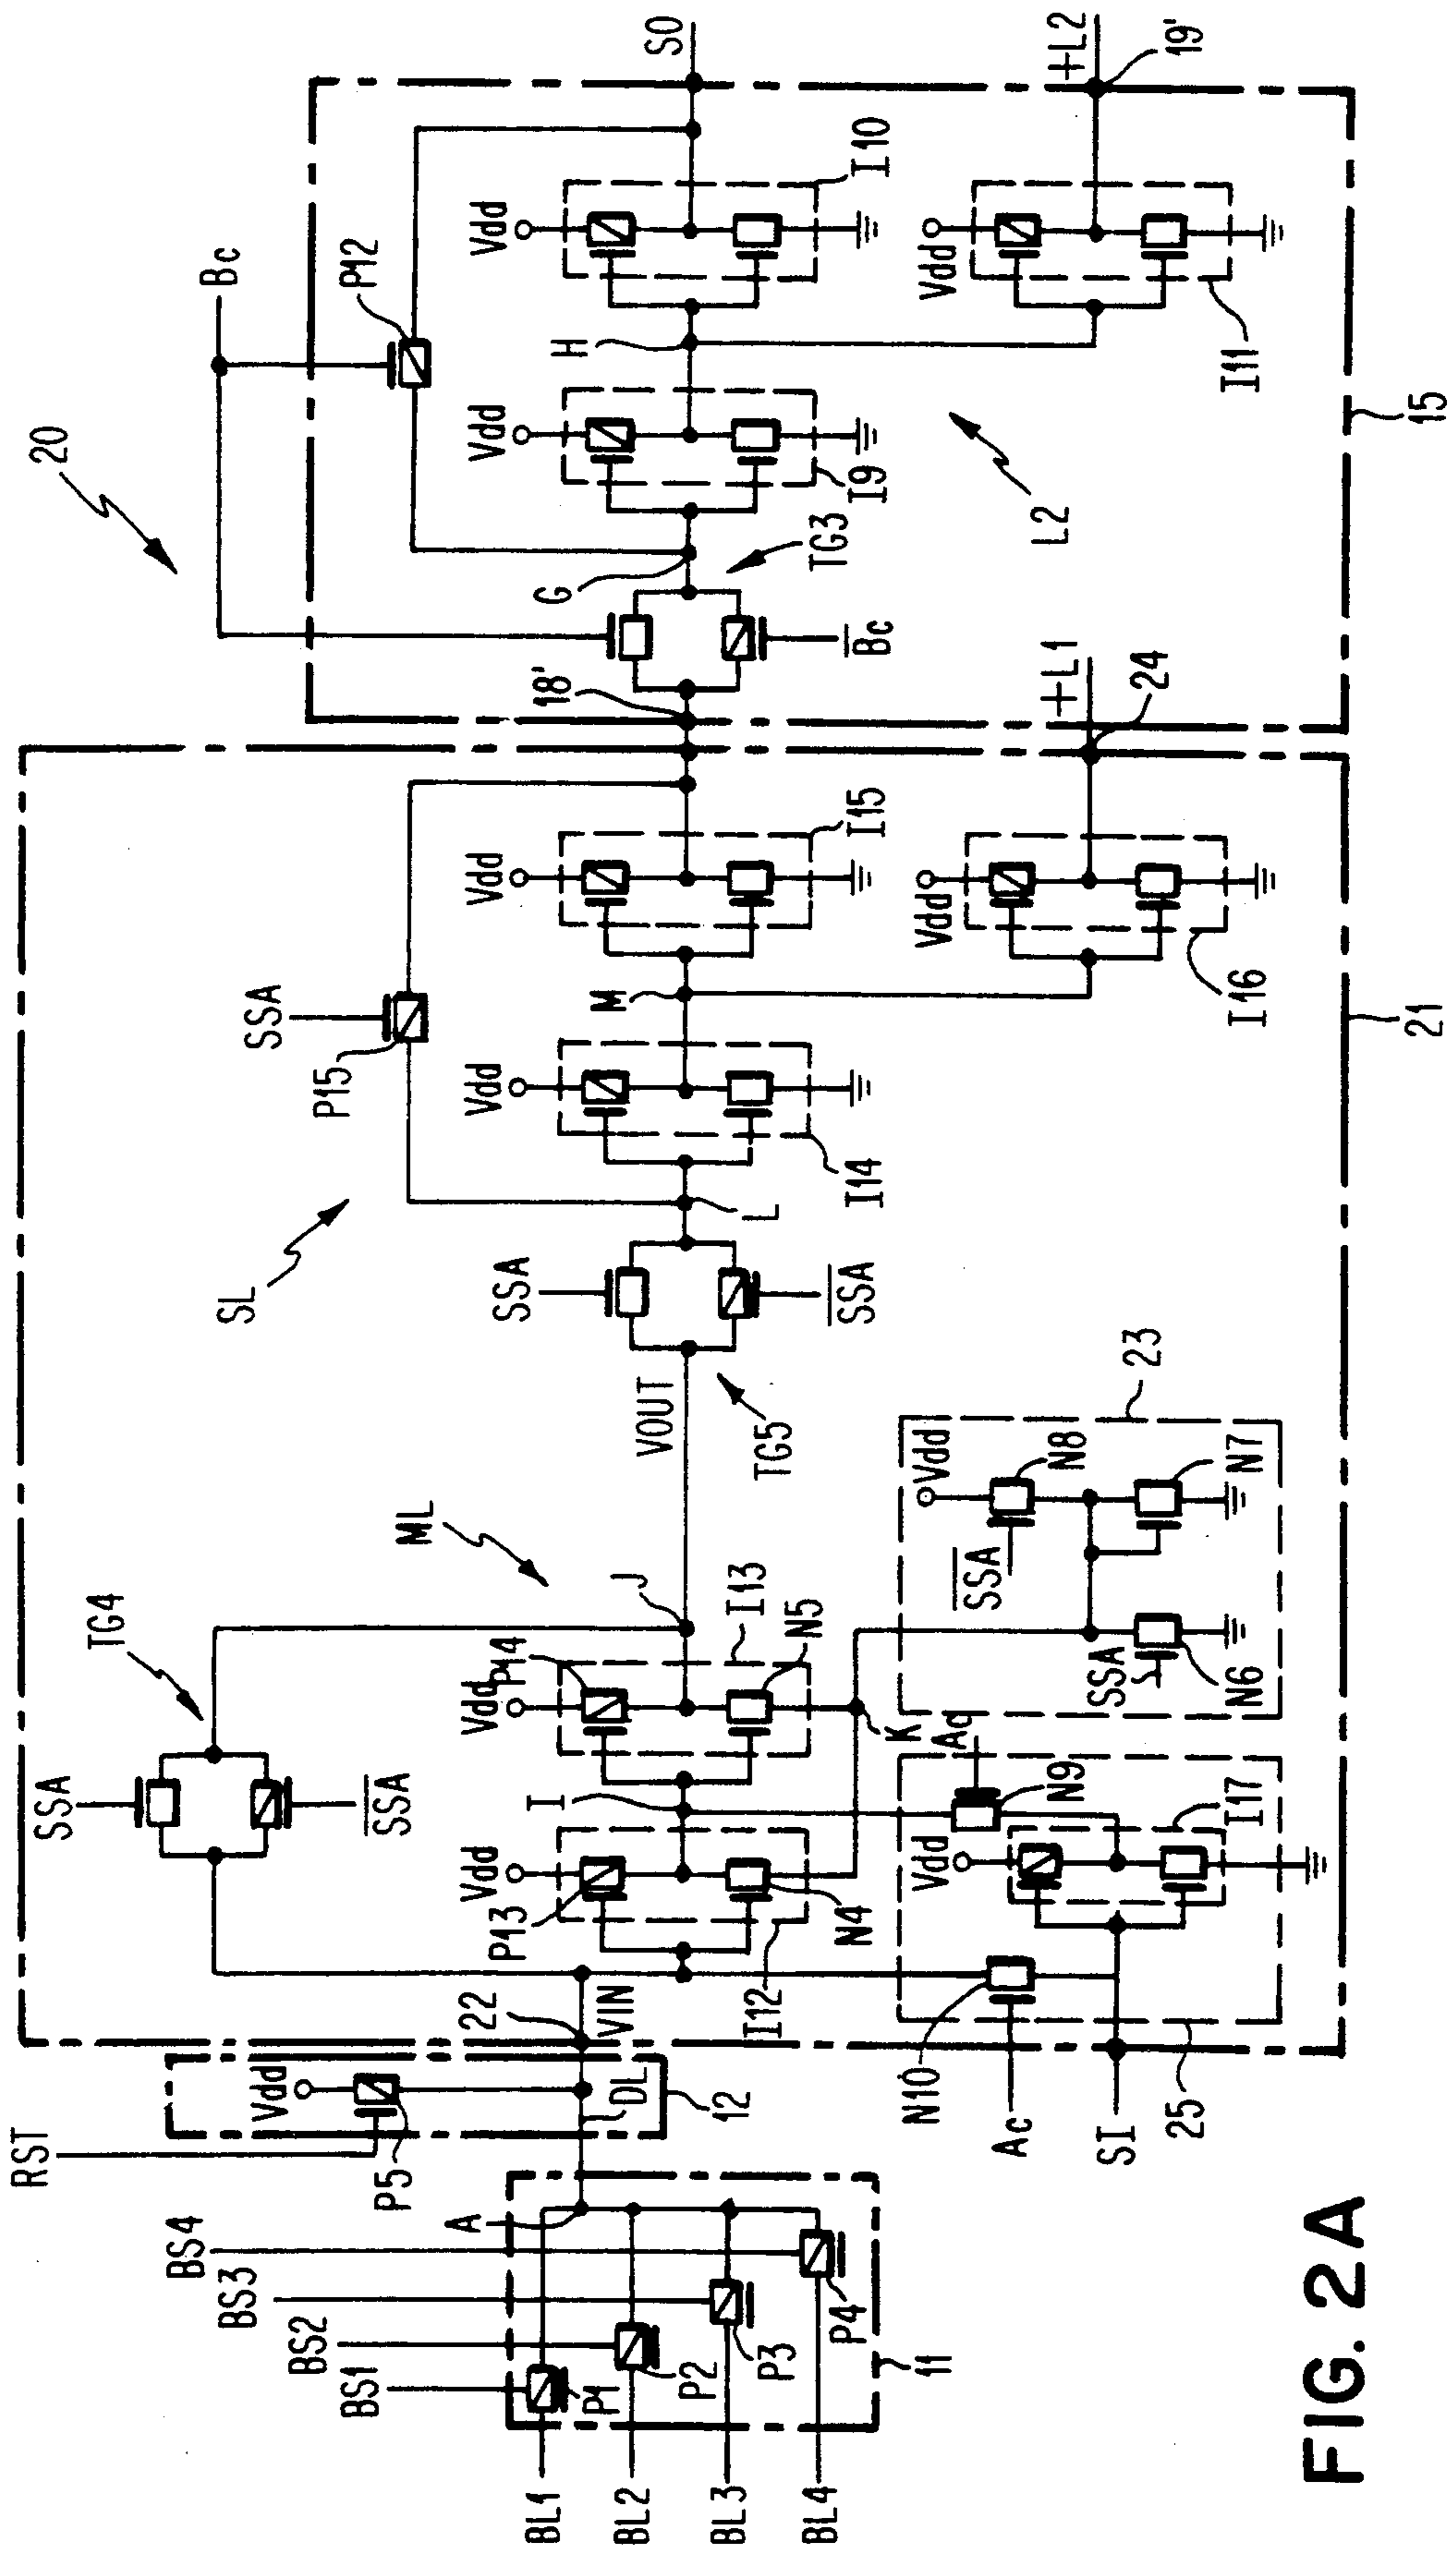 FIG. 2A
20
SL
ML
L2
RST
BS4
BS3
BS2
BS1
BL1
BL2
BL3
BL4
P1
P2
P3
P4
11
A
P5
Vdd
DL
12
22
VIN
SSA
SSA
TG4
Vdd
P13
N4
I12
I
Vdd
P14
I13
N5
J
K
VOUT
SSA
SSA
TG5
L
Vdd
I14
M
SSA
P15
Vdd
I15
Vdd
I16
+L1
24
21
Ac
SI
N10
25
Vdd
I17
N9
Ac
SSA
N6
SSA
Vdd
N8
N7
23
18'
Bc
Bc
TG3
G
P12
Vdd
I9
H
Vdd
I10
Vdd
I11
SO
+L2
19'
15